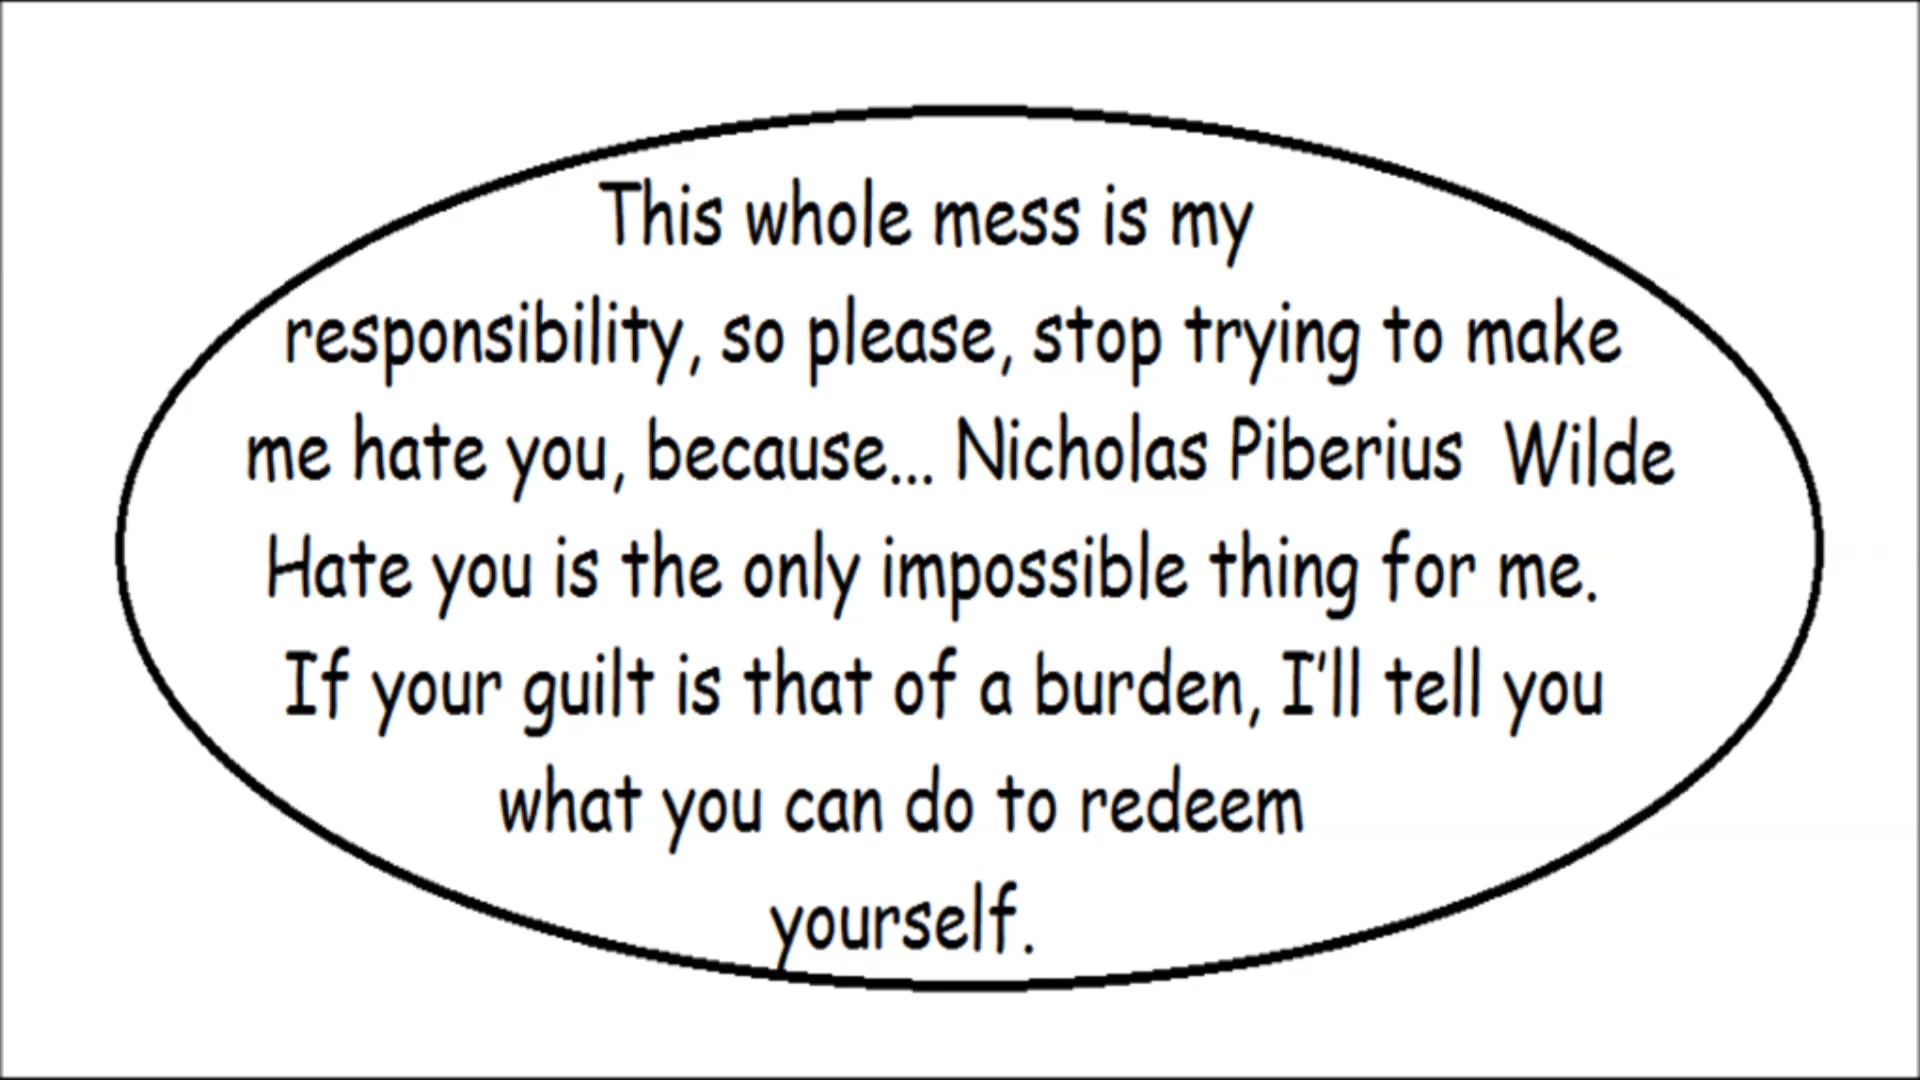 This whole mess is my
responsibility, so please, stop trying to make
me hate you, because... Nicholas Piberius Wilde
Hate you is the only impossible thing for me.
If your guilt is that of a burden, I'll tell you
what you can do to redeem
yourself.